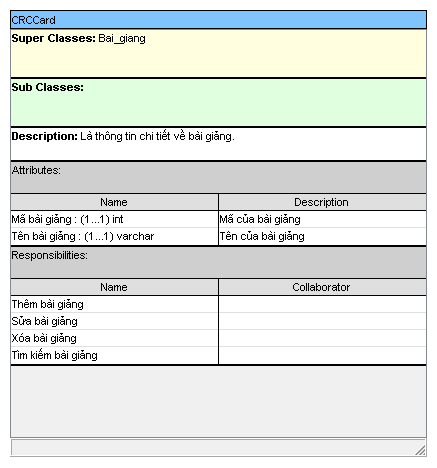 CRCCard
Super Classes: Bai_giang
Sub Classes:
Description: Là thông tin chi tiết về bài giảng.
Attributes:
Name Description
Mã bài giảng : (1...1) int Mã của bài giảng
Tên bài giảng : (1...1) varchar Tên của bài giảng
Responsibilities:
Name Collaborator
Thêm bài giảng
Sửa bài giảng
Xóa bài giảng
Tìm kiếm bài giảng